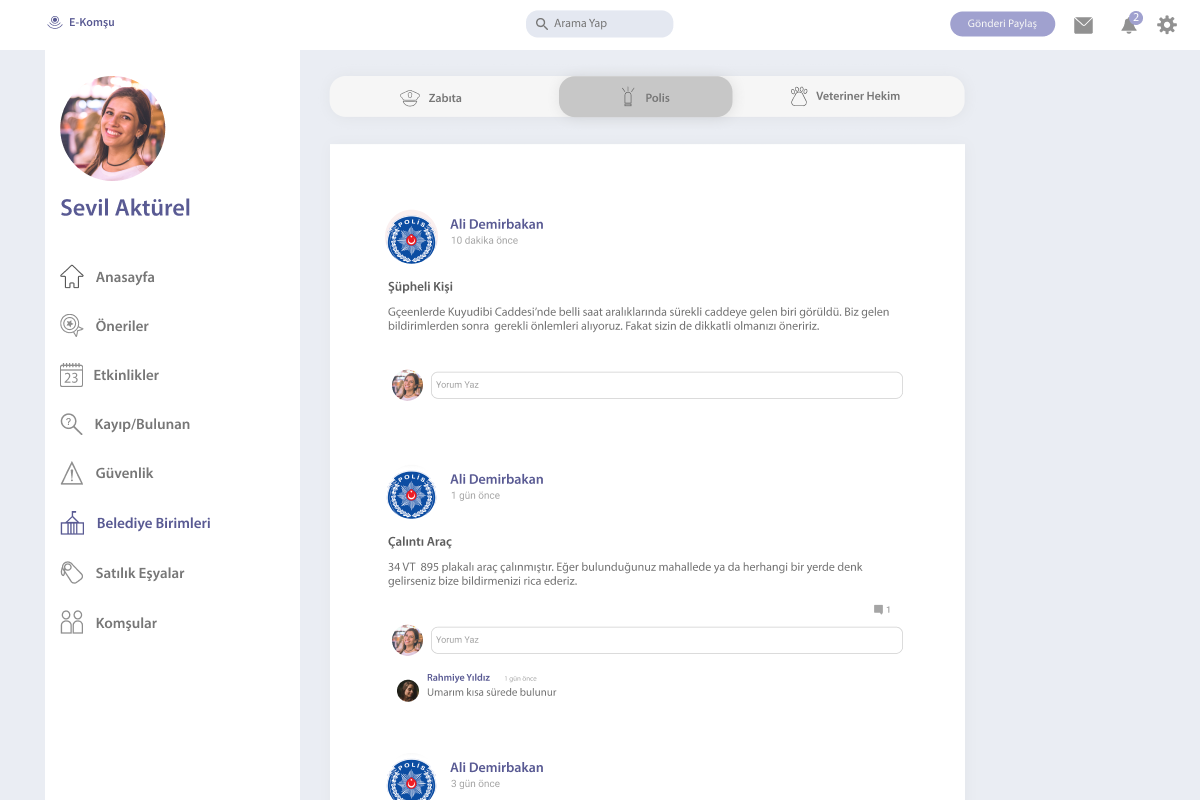 E-Komşu
Arama Yap
Gönderi Paylaş
2
Sevil Aktürel
Anasayfa
Öneriler
23
Etkinlikler
?
Kayıp/Bulunan
Güvenlik
Belediye Birimleri
Satılık Eşyalar
Komşular
Zabıta
Polis
Veteriner Hekim
POLİS
Ali Demirbakan
10 dakika önce
Şüpheli Kişi
Gçeenlerde Kuyudibi Caddesi’nde belli saat aralıklarında sürekli caddeye gelen biri görüldü. Biz gelen
bildirimlerden sonra gerekli önlemleri alıyoruz. Fakat sizin de dikkatli olmanızı öneririz.
Yorum Yaz
POLİS
Ali Demirbakan
1 gün önce
Çalıntı Araç
34 VT 895 plakalı araç çalınmıştır. Eğer bulunduğunuz mahallede ya da herhangi bir yerde denk
gelirseniz bize bildirmenizi rica ederiz.
1
Yorum Yaz
Rahmiye Yıldız 1 gün önce
Umarım kısa sürede bulunur
POLİS
Ali Demirbakan
3 gün önce